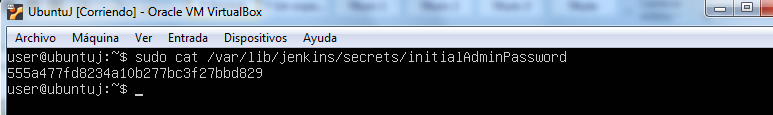 UbuntuJ [Corriendo] - Oracle VM VirtualBox
Archivo Máquina Ver Entrada Dispositivos Ayuda
user@ubuntuj:~$ sudo cat /var/lib/jenkins/secrets/initialAdminPassword
555a477fd8234a10b277bc3f27bbd829
user@ubuntuj:~$ _